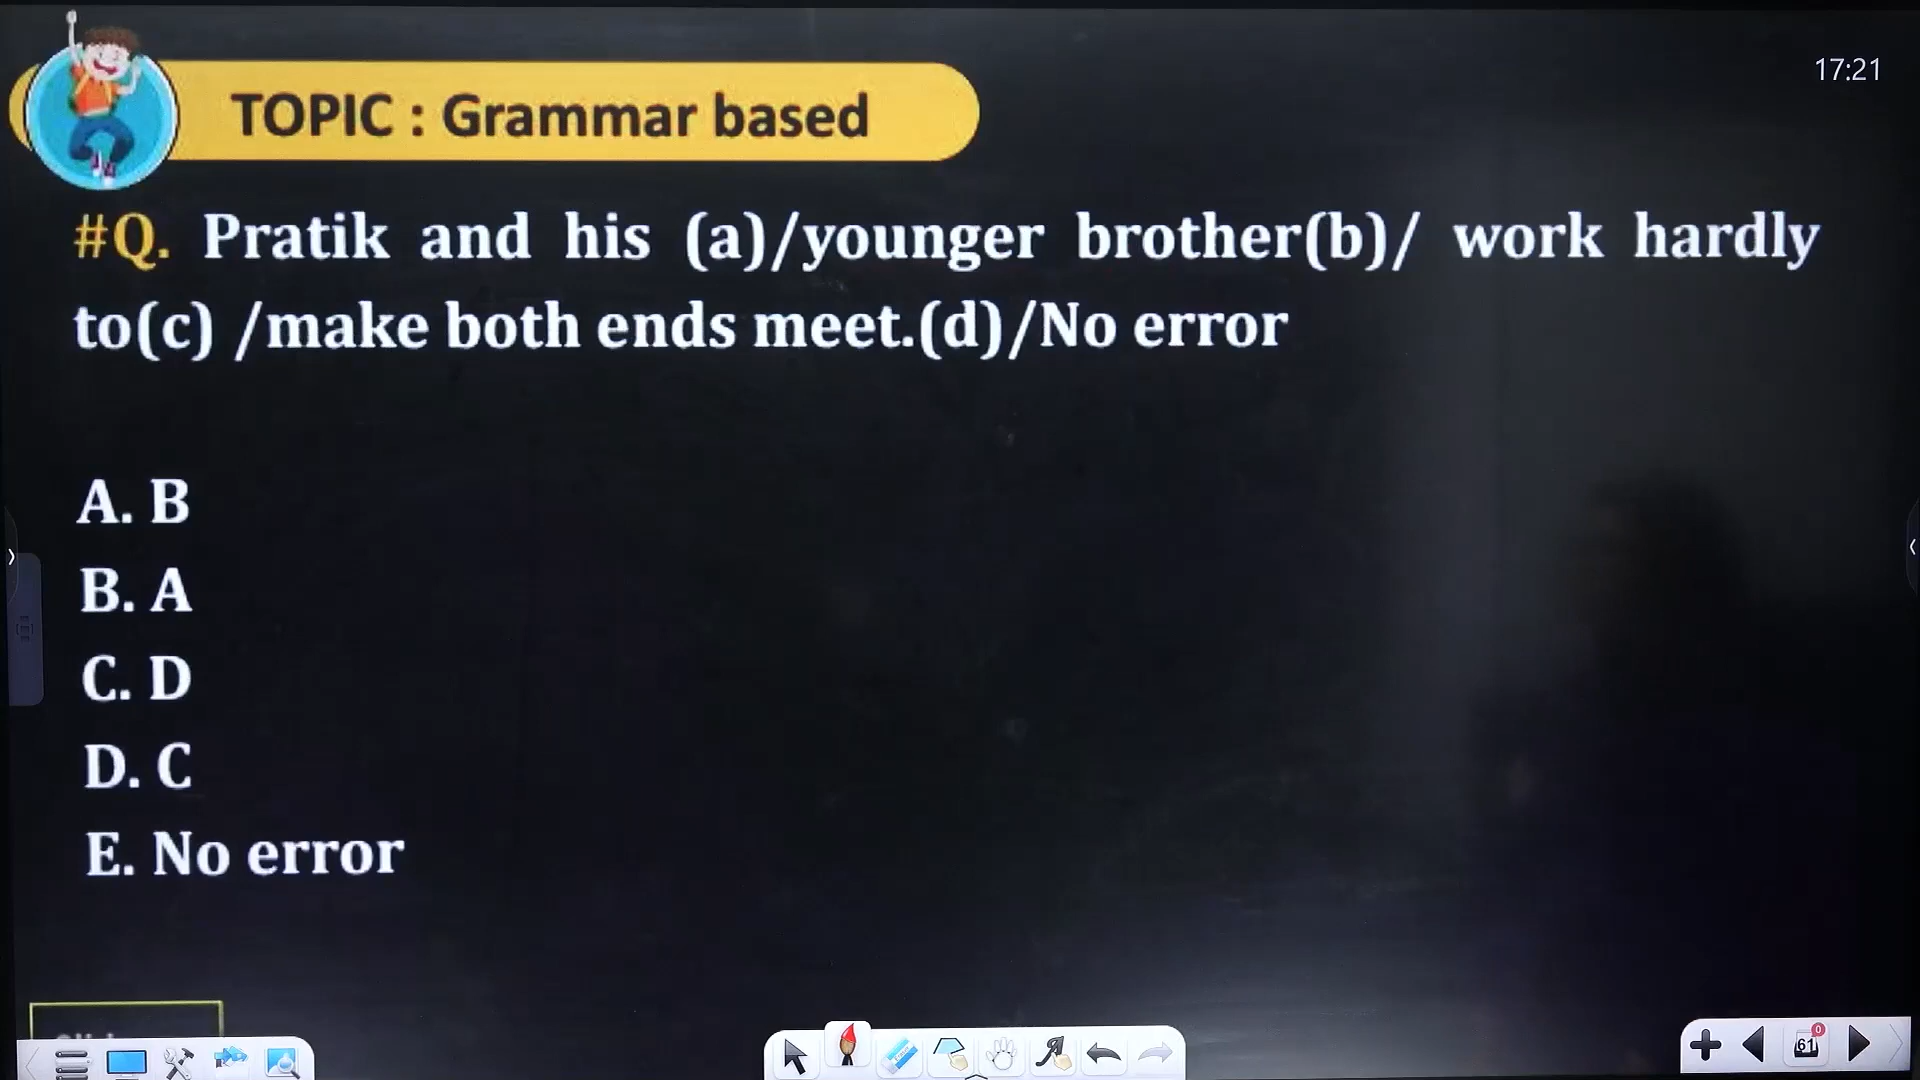 17:21
TOPIC : Grammar based
#Q. Pratik and his (a)/younger brother(b)/ work hardly
to(c) /make both ends meet.(d)/No error
A. B
B. A
C. D
D. C
E. No error
0
61